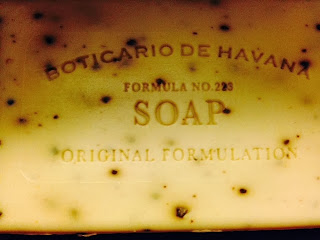 BOTICARIO DE HAVANA
FORMULA NO.223
SOAP
ORIGINAL FORMULATION